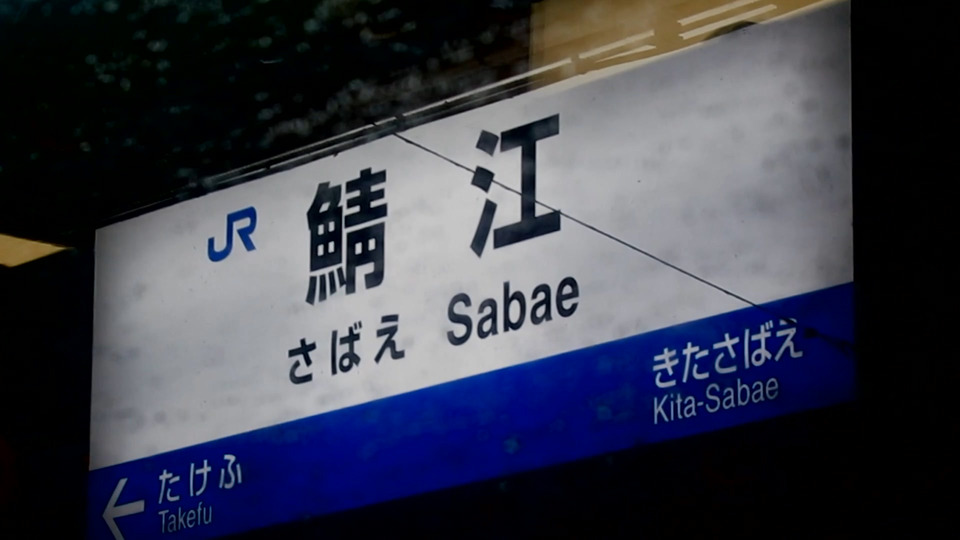 JR 鯖江
さばえ Sabae
きたさばえ
Kita-Sabae
← たけふ
Takefu